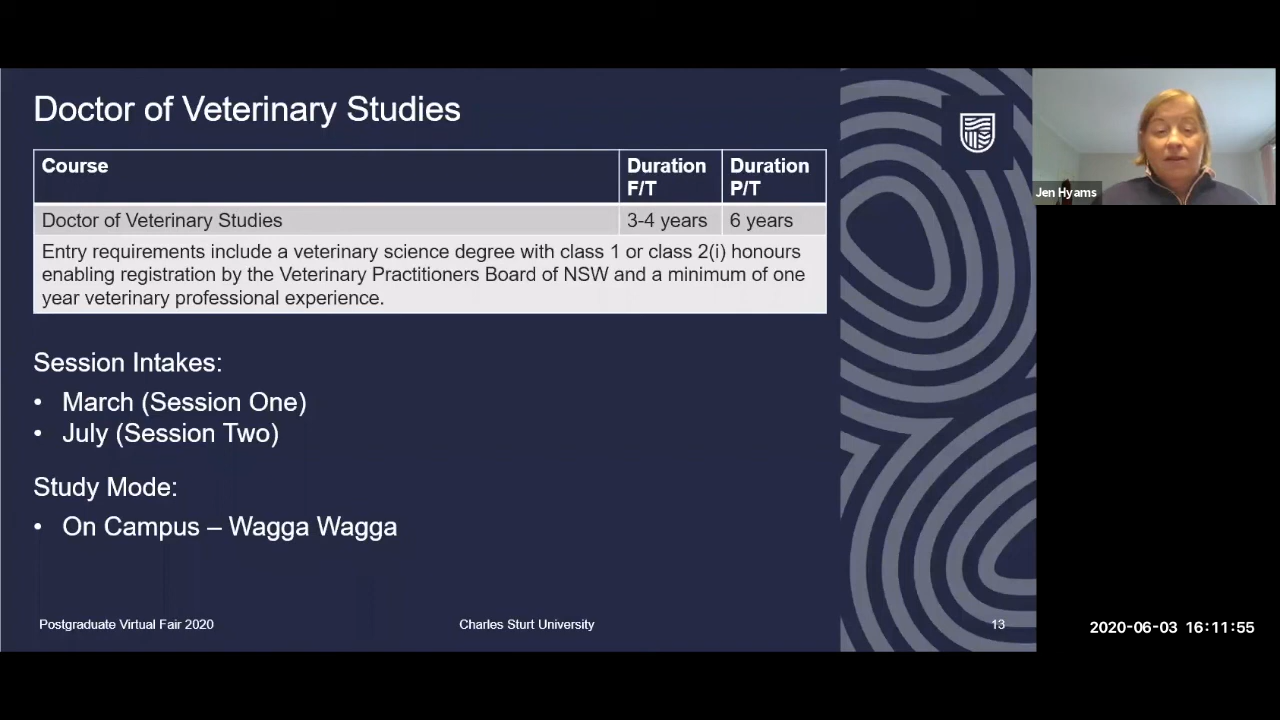 Doctor of Veterinary Studies
Course
Duration F/T
Duration P/T
Doctor of Veterinary Studies
3-4 years
6 years
Entry requirements include a veterinary science degree with class 1 or class 2(i) honours
enabling registration by the Veterinary Practitioners Board of NSW and a minimum of one
year veterinary professional experience.
Session Intakes:
• March (Session One)
• July (Session Two)
Study Mode:
• On Campus – Wagga Wagga
Postgraduate Virtual Fair 2020
Charles Sturt University
13
Jen Hyams
2020-06-03 16:11:55